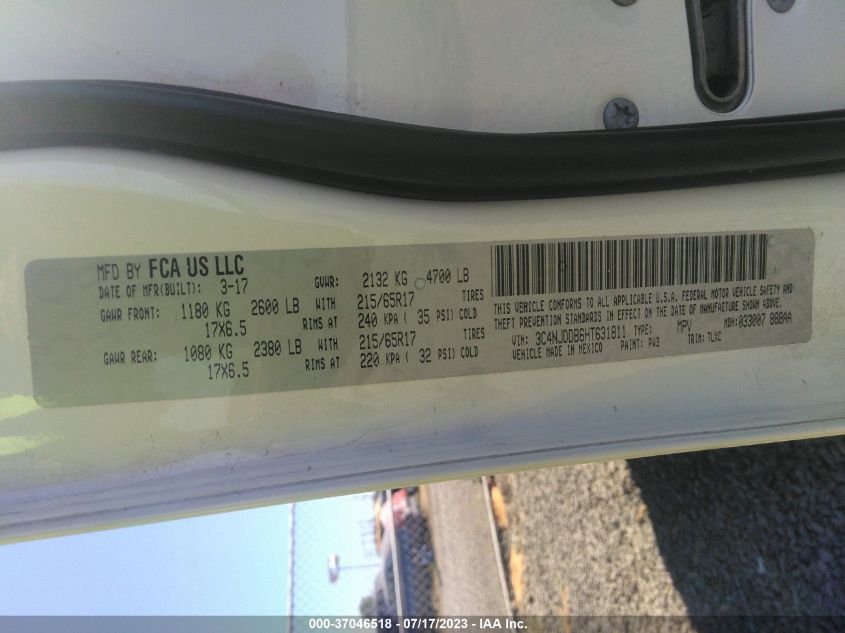 MFD BY FCA US LLC
DATE OF MFR(BUILT): 3-17 GVWR: 2132 KG 4700 LB
GAWR FRONT: 1180 KG 2600 LB WITH 215/65R17 TIRES
17X6.5 RIMS AT 240 KPA ( 35 PSI) COLD
GAWR REAR: 1080 KG 2380 LB WITH 215/65R17 TIRES
17X6.5 RIMS AT 220 KPA ( 32 PSI) COLD
THIS VEHICLE CONFORMS TO ALL APPLICABLE U.S.A. FEDERAL MOTOR VEHICLE SAFETY AND
THEFT PREVENTION STANDARDS IN EFFECT ON THE DATE OF MANUFACTURE SHOWN ABOVE.
VIN: 3C4NJDDB6HT631811 TYPE: MPV MDH:033007 888AA
VEHICLE MADE IN MEXICO PAINT: PW3 TRIM: TLXC
000-37046518 - 07/17/2023 - IAA Inc.